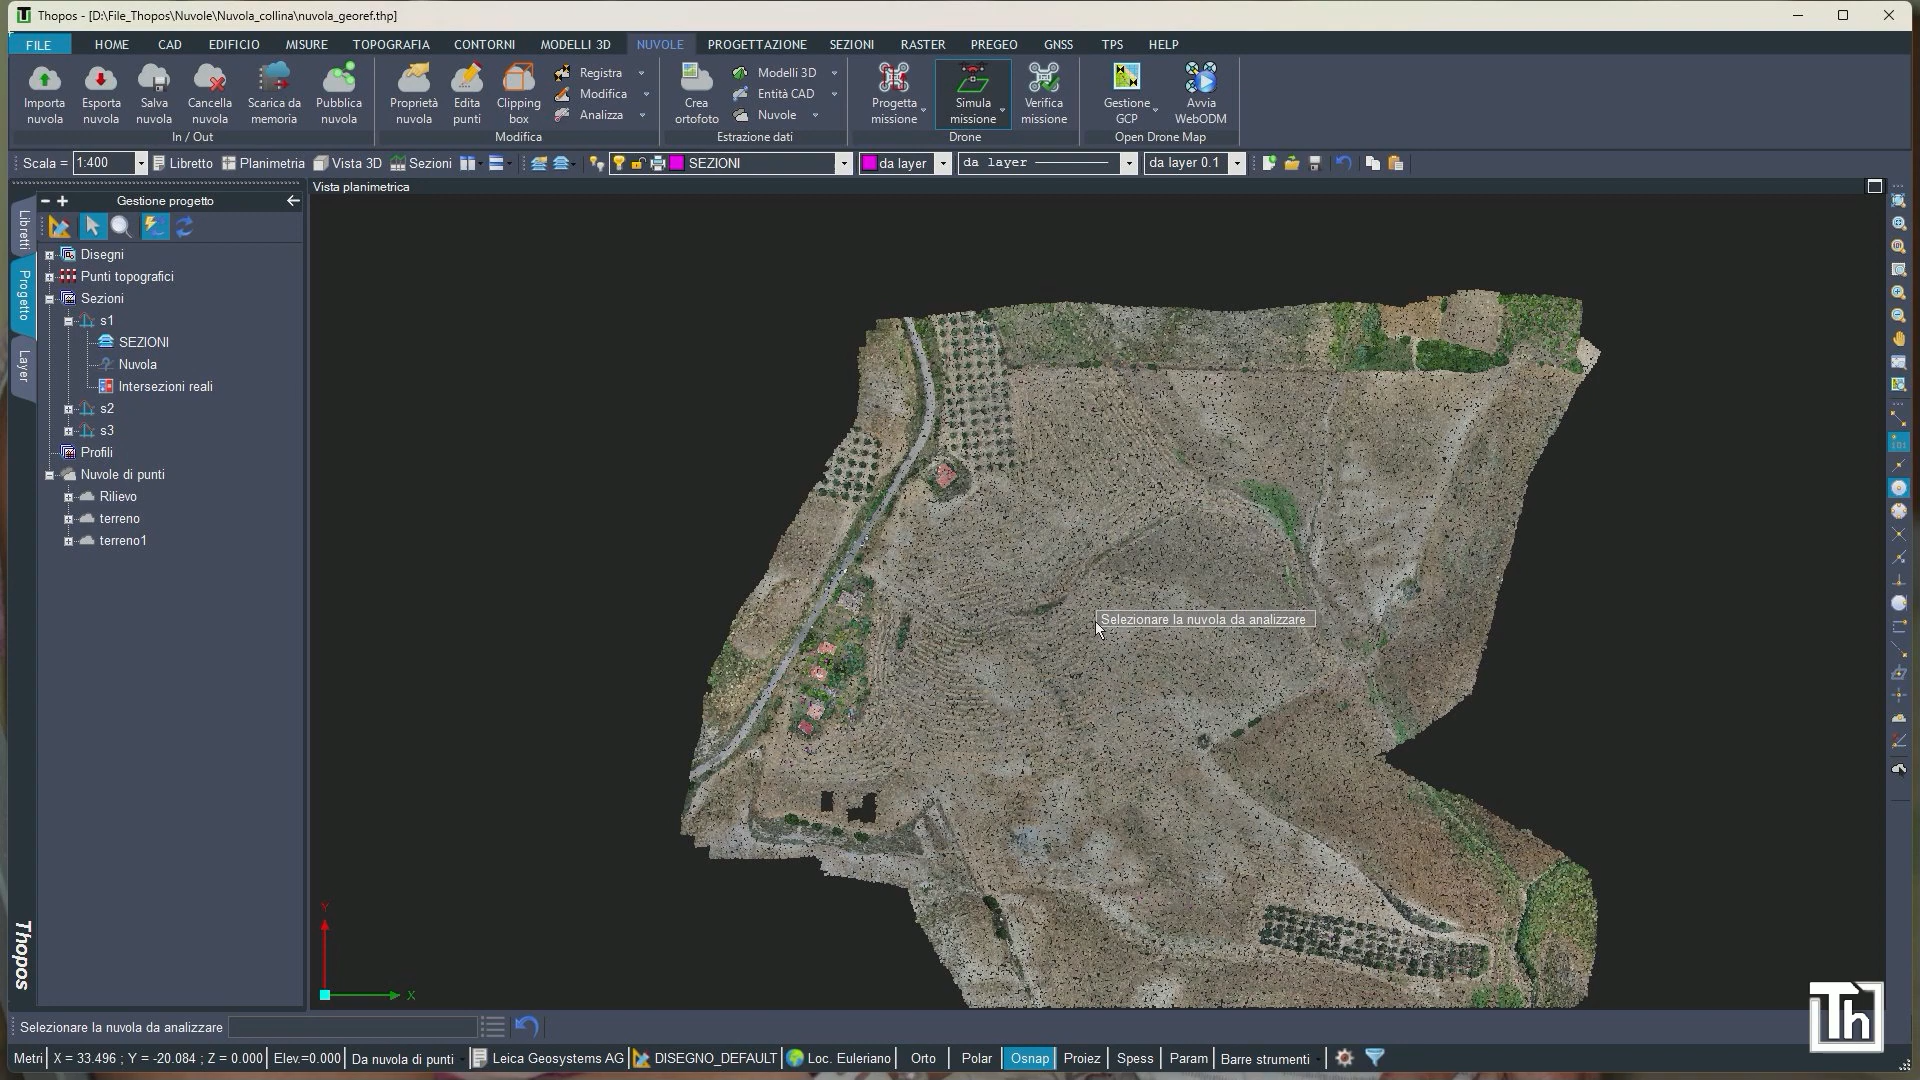 Thopos - [D:\File_Thopos\Nuvole\Nuvola_collina\nuvola_georef.thp]
FILE HOME CAD EDIFICIO MISURE TOPOGRAFIA CONTORNI MODELLI 3D NUVOLE PROGETTAZIONE SEZIONI RASTER PREGEO GNSS TPS HELP
Importa nuvola
Esporta nuvola
Salva nuvola
Cancella nuvola
Scarica da memoria
Pubblica nuvola
In / Out
Proprietà nuvola
Edita punti
Clipping box
Registra
Modifica
Analizza
Modifica
Crea ortofoto
Modelli 3D
Entità CAD
Nuvole
Estrazione dati
Progetta missione
Simula missione
Verifica missione
Drone
Gestione GCP
Avvia WebODM
Open Drone Map
Scala = 1:400 Libretto Planimetria Vista 3D Sezioni SEZIONI da layer da layer da layer 0.1
Gestione progetto
Vista planimetrica
Libretti
Progetto
Layer
Disegni
Punti topografici
Sezioni
s1
SEZIONI
Nuvola
Intersezioni reali
s2
s3
Profili
Nuvole di punti
Rilievo
terreno
terreno1
Selezionare la nuvola da analizzare
Thopos
Y
X
Th
Selezionare la nuvola da analizzare
Metri X = 33.496 ; Y = -20.084 ; Z = 0.000 Elev.=0.000 Da nuvola di punti Leica Geosystems AG DISEGNO_DEFAULT Loc. Euleriano Orto Polar Osnap Proiez Spess Param Barre strumenti